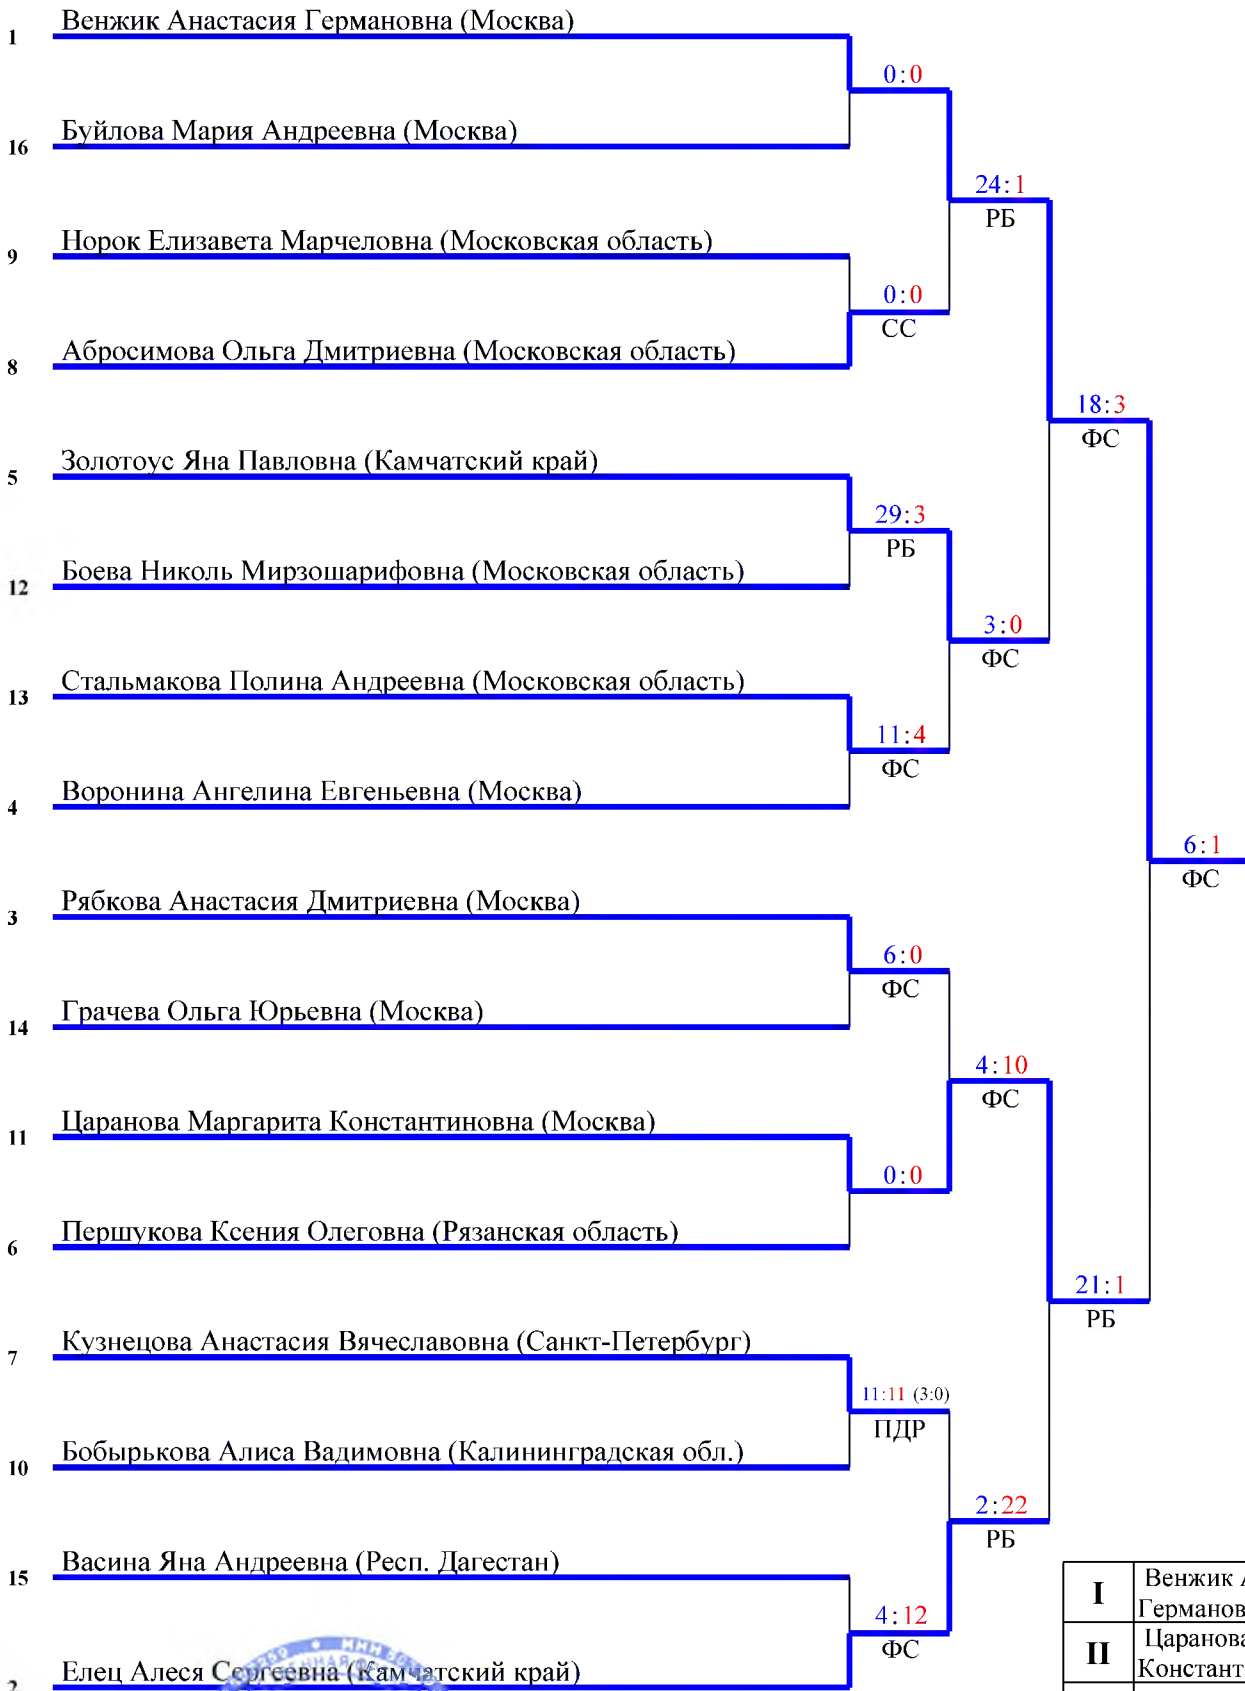 1 Венжик Анастасия Германовна (Москва)
0:0
16 Буйлова Мария Андреевна (Москва)
24:1
РБ
9 Норок Елизавета Марчеловна (Московская область)
0:0
СС
8 Абросимова Ольга Дмитриевна (Московская область)
18:3
ФС
5 Золотоус Яна Павловна (Камчатский край)
29:3
РБ
12 Боева Николь Мирзошарифовна (Московская область)
3:0
ФС
13 Стальмакова Полина Андреевна (Московская область)
11:4
ФС
4 Воронина Ангелина Евгеньевна (Москва)
6:1
ФС
3 Рябкова Анастасия Дмитриевна (Москва)
6:0
ФС
14 Грачева Ольга Юрьевна (Москва)
4:10
ФС
11 Царанова Маргарита Константиновна (Москва)
0:0
6 Першукова Ксения Олеговна (Рязанская область)
21:1
РБ
7 Кузнецова Анастасия Вячеславовна (Санкт-Петербург)
11:11 (3:0)
ПДР
10 Бобырькова Алиса Вадимовна (Калининградская обл.)
2:22
РБ
15 Васина Яна Андреевна (Респ. Дагестан)
4:12
ФС
2 Елец Алеся Сергеевна (Камчатский край)
I Венжик А
Германов
II Царанова
Констант